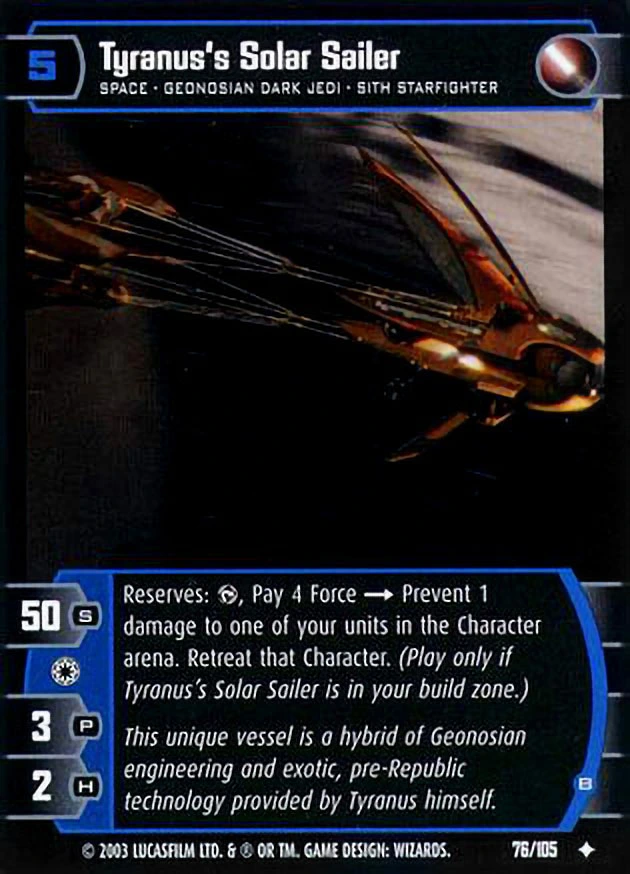 5 Tyranus's Solar Sailer
SPACE · GEONOSIAN DARK JEDI · SITH STARFIGHTER
50 S
3 P
2 H
Reserves: , Pay 4 Force → Prevent 1
damage to one of your units in the Character
arena. Retreat that Character. (Play only if
Tyranus's Solar Sailer is in your build zone.)
This unique vessel is a hybrid of Geonosian
engineering and exotic, pre-Republic
technology provided by Tyranus himself.
B
© 2003 LUCASFILM LTD. & ® OR TM. GAME DESIGN: WIZARDS. 76/105